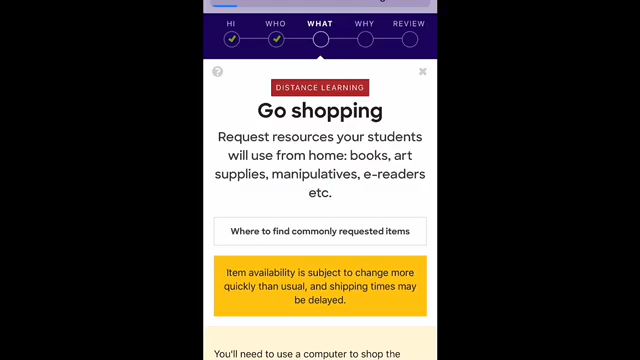 HI WHO WHAT WHY REVIEW
DISTANCE LEARNING
Go shopping
Request resources your students
will use from home: books, art
supplies, manipulatives, e-readers
etc.
Where to find commonly requested items
Item availability is subject to change more
quickly than usual, and shipping times may
be delayed.
You'll need to use a computer to shop the